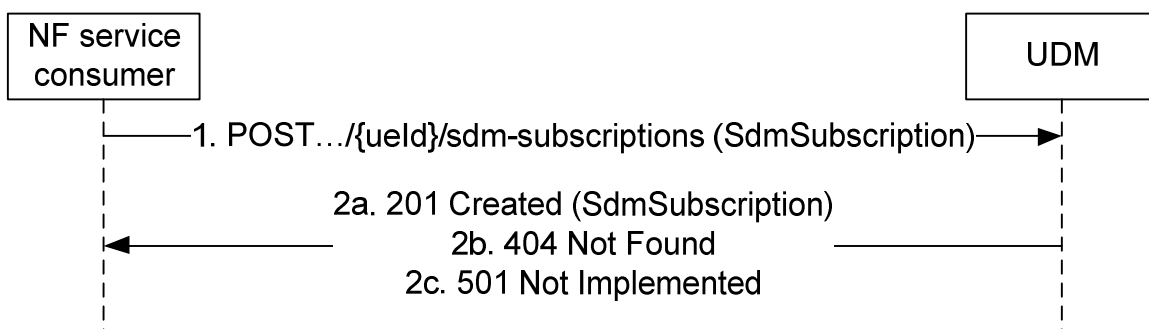 NF service
consumer
UDM
1. POST…/{ueId}/sdm-subscriptions (SdmSubscription)
2a. 201 Created (SdmSubscription)
2b. 404 Not Found
2c. 501 Not Implemented